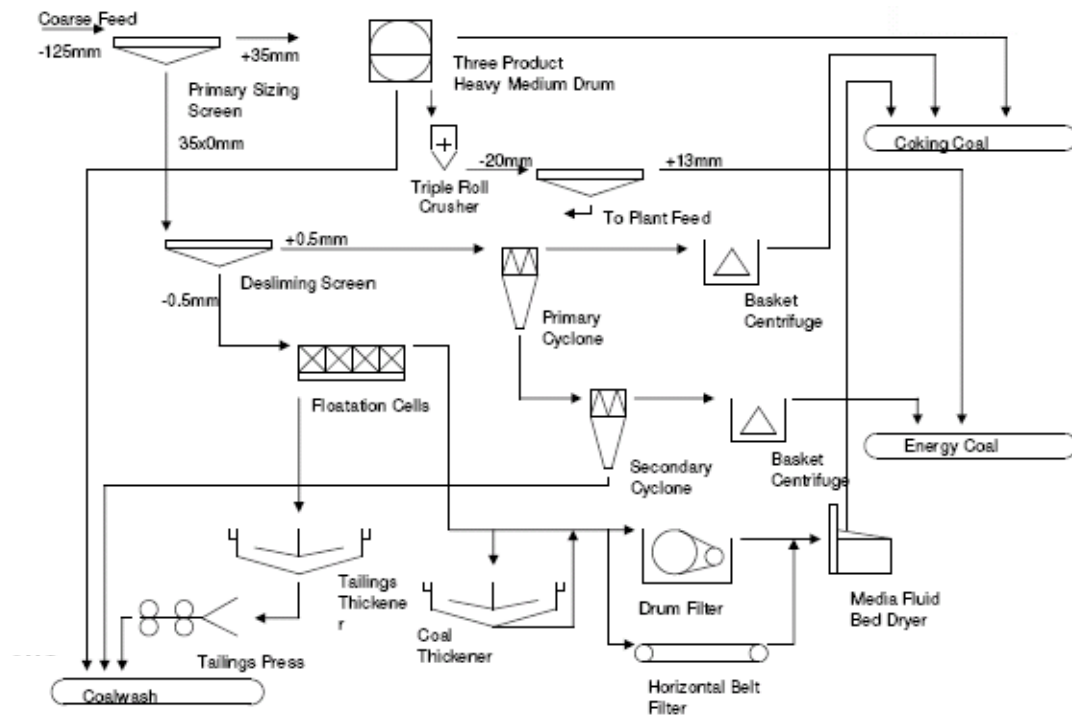 Coarse Feed
-125mm
+35mm
Three Product
Heavy Medium Drum
Primary Sizing
Screen
35x0mm
Coking Coal
-20mm
+13mm
Triple Roll
Crusher
To Plant Feed
+0.5mm
Desliming Screen
-0.5mm
Primary
Cyclone
Basket
Centrifuge
Floatation Cells
Energy Coal
Secondary
Cyclone
Basket
Centrifuge
Tailings
Thickene
r
Drum Filter
Media Fluid
Bed Dryer
Coal
Thickener
Tailings Press
Horizontal Belt
Filter
Coalwash